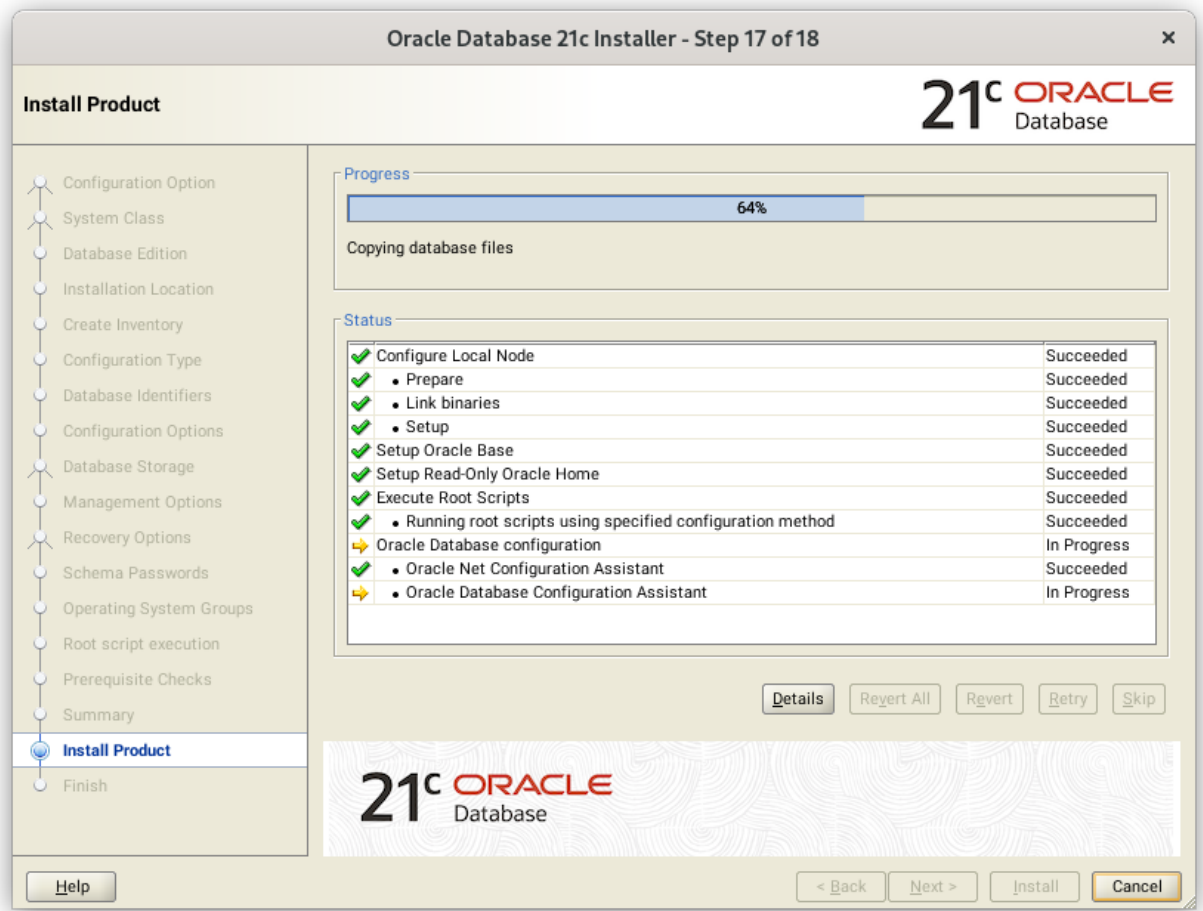 Oracle Database 21c Installer - Step 17 of 18
Install Product
21c ORACLE
Database
Configuration Option
System Class
Database Edition
Installation Location
Create Inventory
Configuration Type
Database Identifiers
Configuration Options
Database Storage
Management Options
Recovery Options
Schema Passwords
Operating System Groups
Root script execution
Prerequisite Checks
Summary
Install Product
Finish
Progress
64%
Copying database files
Status
Configure Local Node Succeeded
• Prepare Succeeded
• Link binaries Succeeded
• Setup Succeeded
Setup Oracle Base Succeeded
Setup Read-Only Oracle Home Succeeded
Execute Root Scripts Succeeded
• Running root scripts using specified configuration method Succeeded
Oracle Database configuration In Progress
• Oracle Net Configuration Assistant Succeeded
• Oracle Database Configuration Assistant In Progress
Details Revert All Revert Retry Skip
21c ORACLE
Database
Help < Back Next > Install Cancel